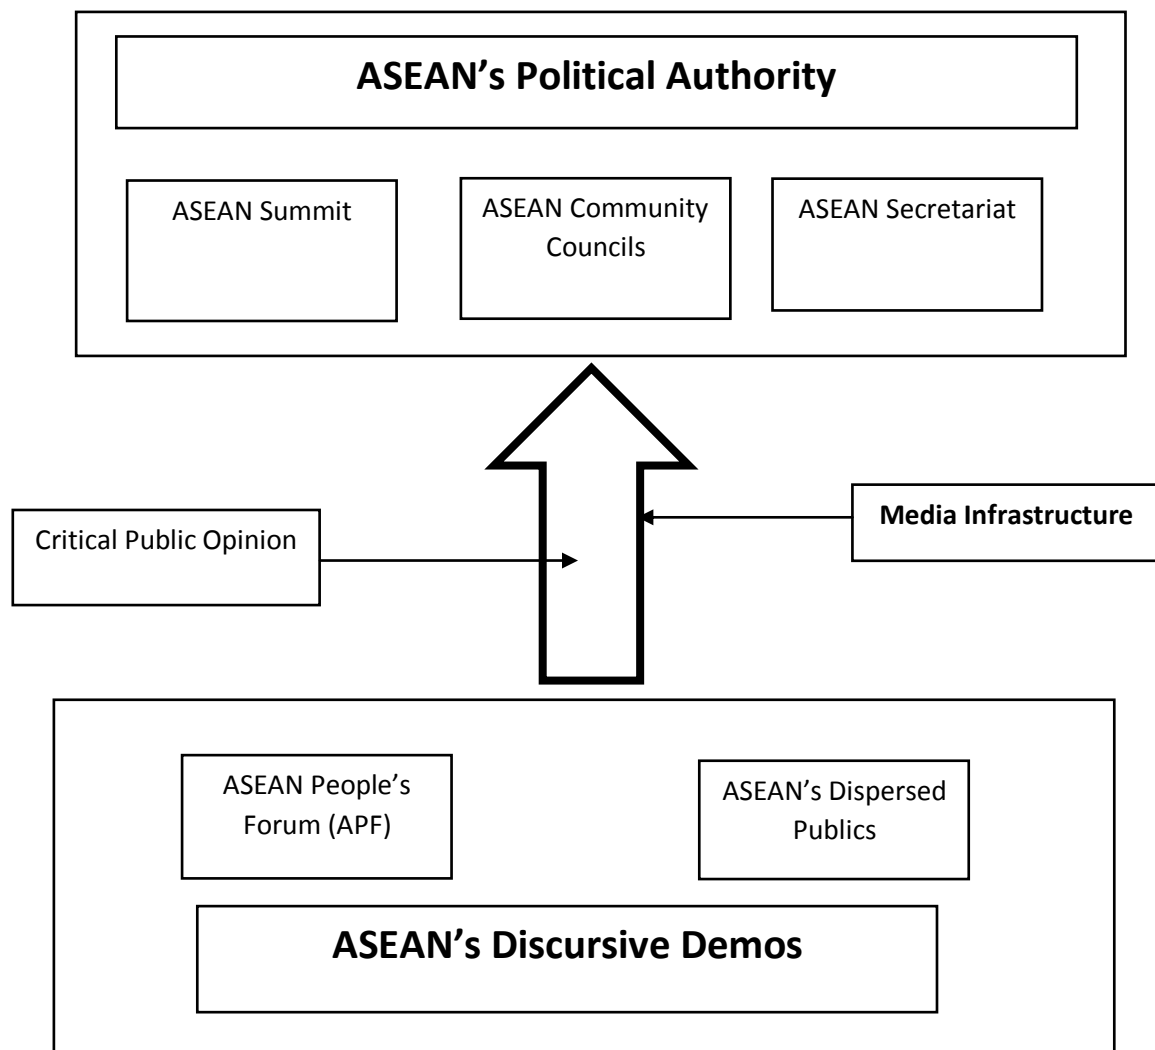 ASEAN’s Political Authority
ASEAN Summit
ASEAN Community
Councils
ASEAN Secretariat
Critical Public Opinion
Media Infrastructure
ASEAN People’s
Forum (APF)
ASEAN’s Dispersed
Publics
ASEAN’s Discursive Demos